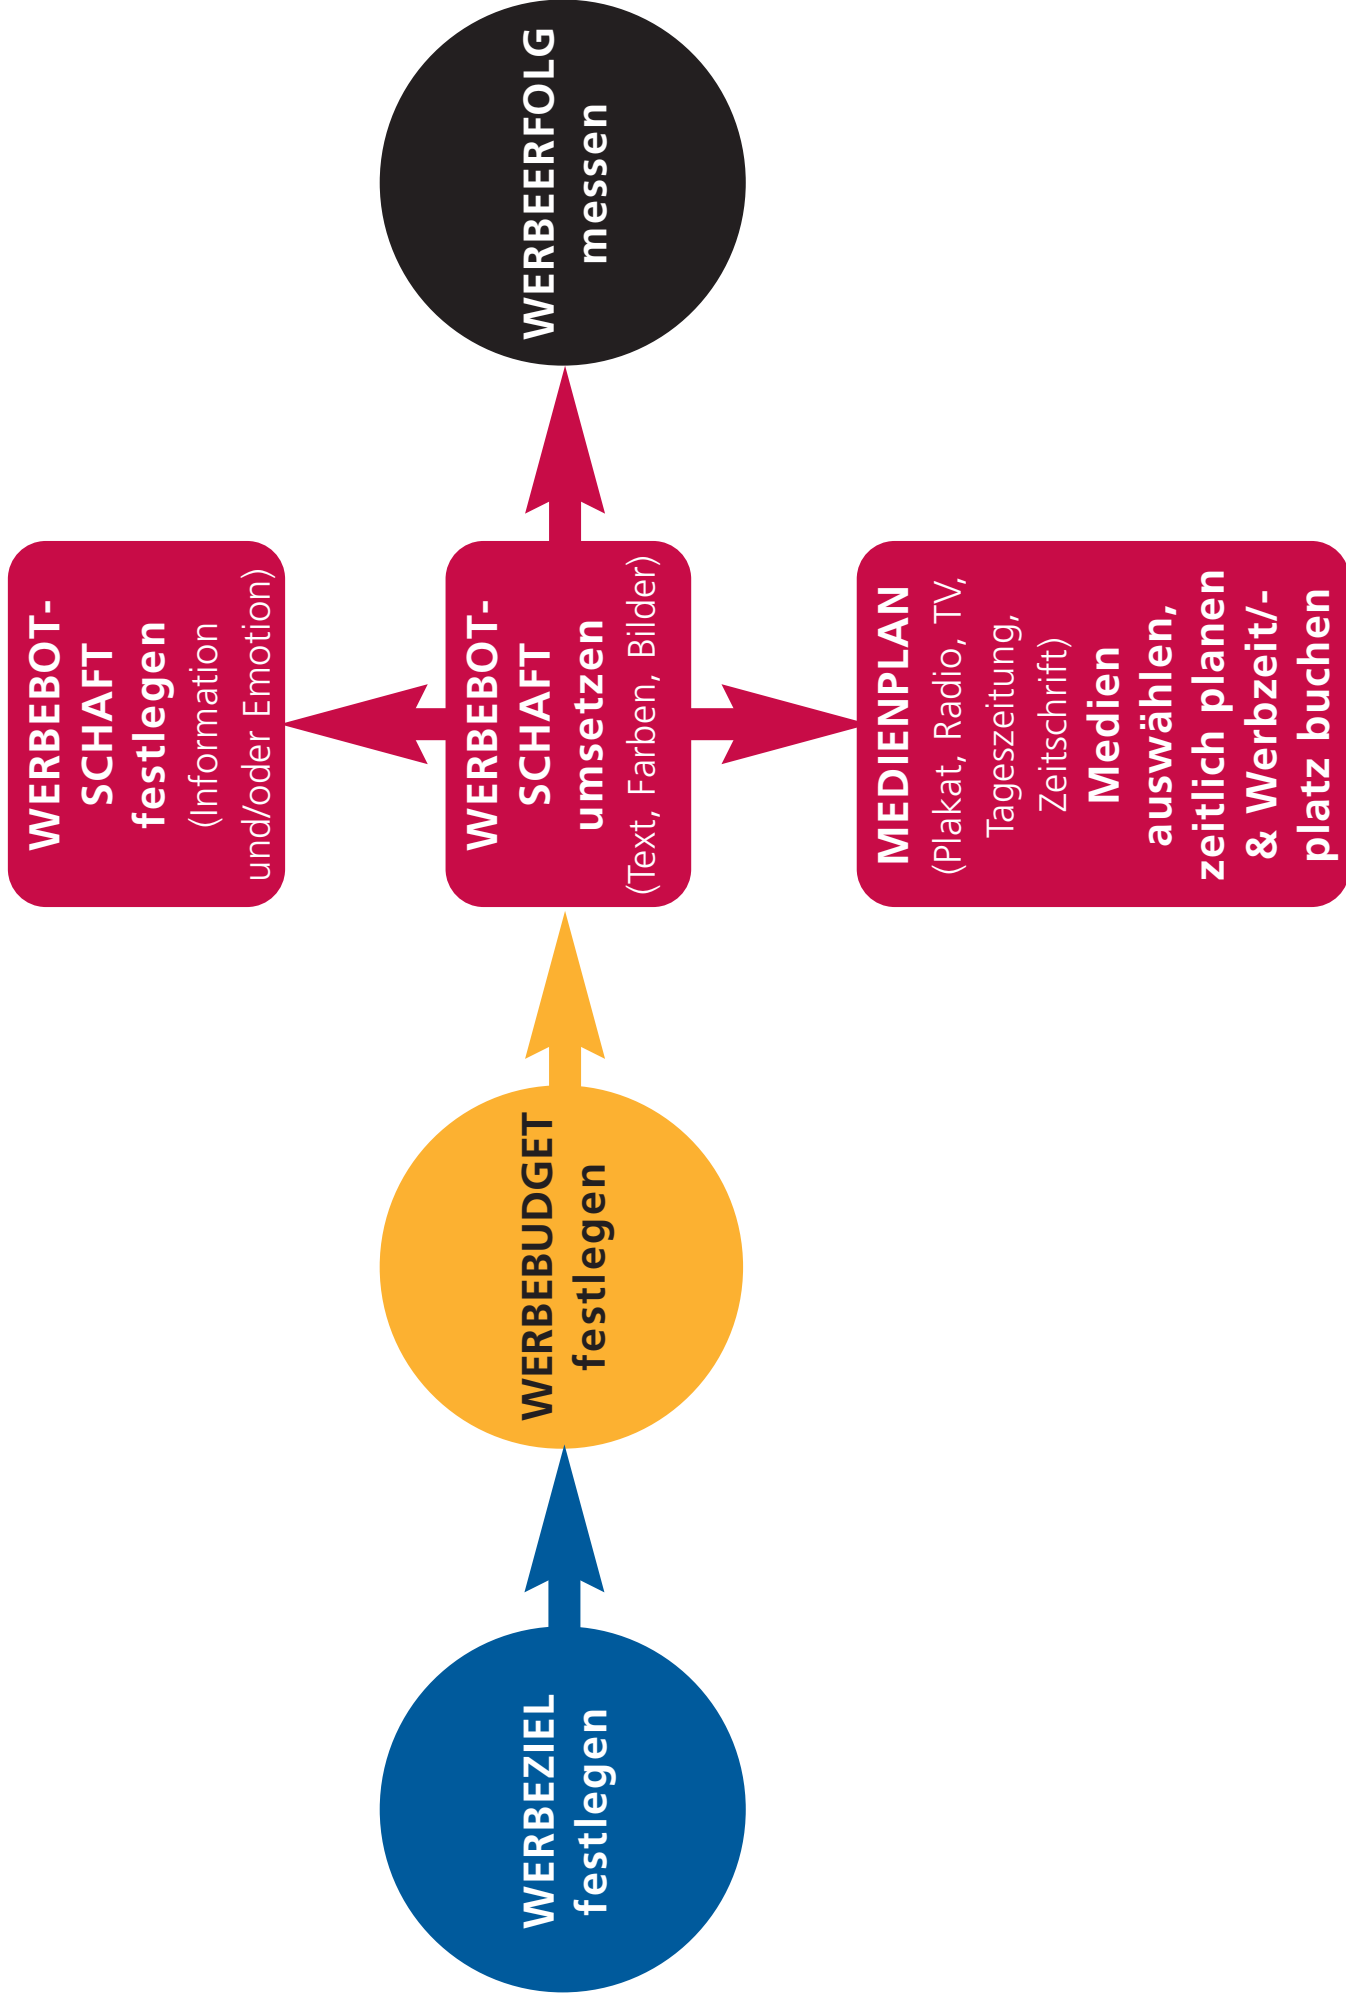 WERBEZIEL
festlegen
WERBEBUDGET
festlegen
WERBEBOT-
SCHAFT
festlegen
(Information
und/oder Emotion)
WERBEBOT-
SCHAFT
umsetzen
(Text, Farben, Bilder)
MEDIENPLAN
(Plakat, Radio, TV,
Tageszeitung,
Zeitschrift)
Medien
auswählen,
zeitlich planen
& Werbzeit/-
platz buchen
WERBEERFOLG
messen